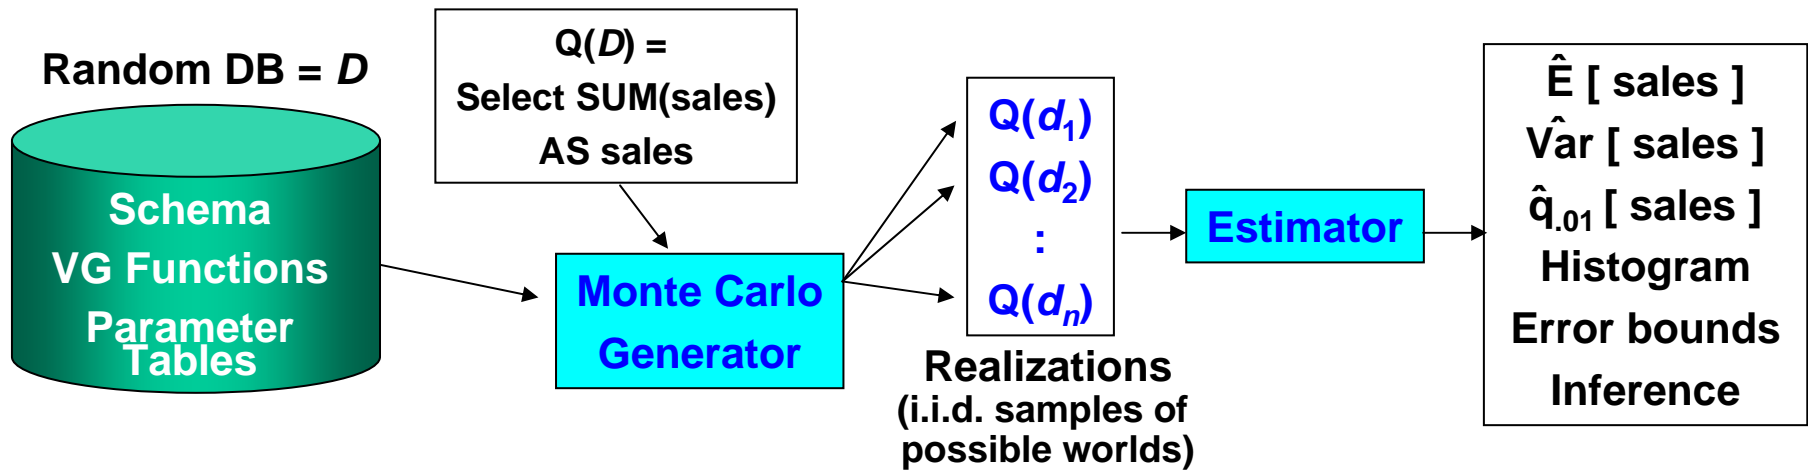 Random DB = D
Schema
VG Functions
Parameter
Tables
Q(D) =
Select SUM(sales)
AS sales
Monte Carlo
Generator
Q(d₁)
Q(d₂)
:
Q(dₙ)
Realizations
(i.i.d. samples of
possible worlds)
Estimator
Ê [ sales ]
Vâr [ sales ]
q̂.₀₁ [ sales ]
Histogram
Error bounds
Inference